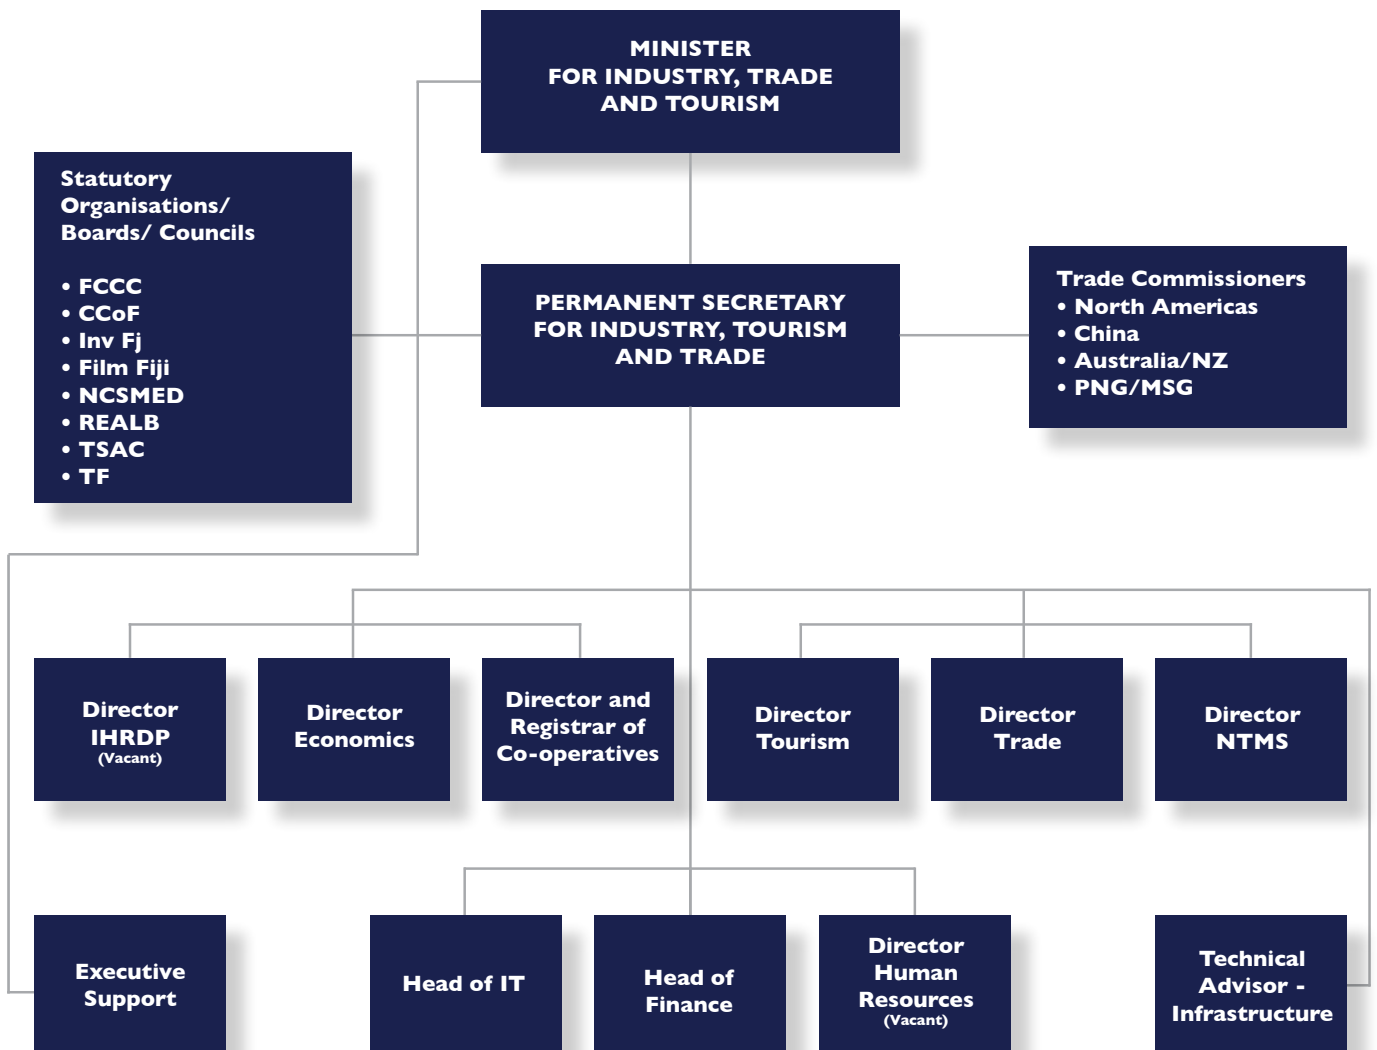 MINISTER
FOR INDUSTRY, TRADE
AND TOURISM
Statutory
Organisations/
Boards/ Councils
• FCCC
• CCoF
• Inv Fj
• Film Fiji
• NCSMED
• REALB
• TSAC
• TF
PERMANENT SECRETARY
FOR INDUSTRY, TOURISM
AND TRADE
Trade Commissioners
• North Americas
• China
• Australia/NZ
• PNG/MSG
Director
IHRDP
(Vacant)
Director
Economics
Director and
Registrar of
Co-operatives
Director
Tourism
Director
Trade
Director
NTMS
Executive
Support
Head of IT
Head of
Finance
Director
Human
Resources
(Vacant)
Technical
Advisor -
Infrastructure